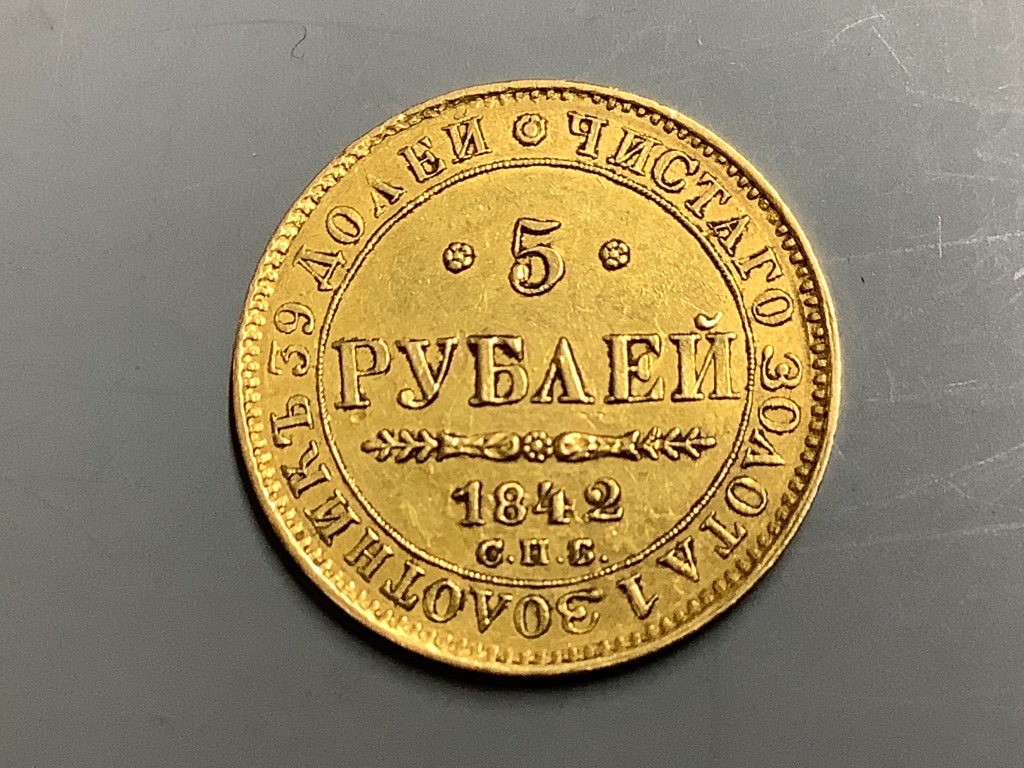 ЧИСТАГО ЗОЛОТА 1 ЗОЛОТНИКЪ 39 ДОЛЕЙ
5
РУБЛЕЙ
1842
С.П.Б.